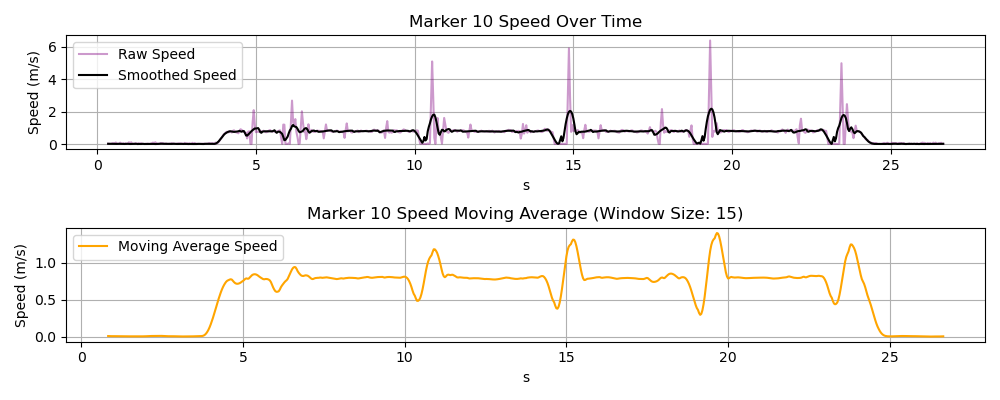 Marker 10 Speed Over Time
Speed (m/s)
6
4
2
0
Raw Speed
Smoothed Speed
0 5 10 15 20 25
s
Marker 10 Speed Moving Average (Window Size: 15)
Speed (m/s)
1.0
0.5
0.0
Moving Average Speed
0 5 10 15 20 25
s